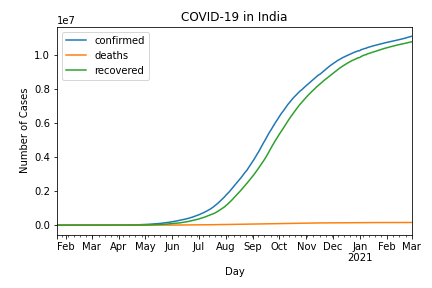 COVID-19 in India
1e7
confirmed
deaths
recovered
1.0
0.8
0.6
0.4
0.2
0.0
Number of Cases
Feb Mar Apr May Jun Jul Aug Sep Oct Nov Dec Jan Feb Mar
2021
Day